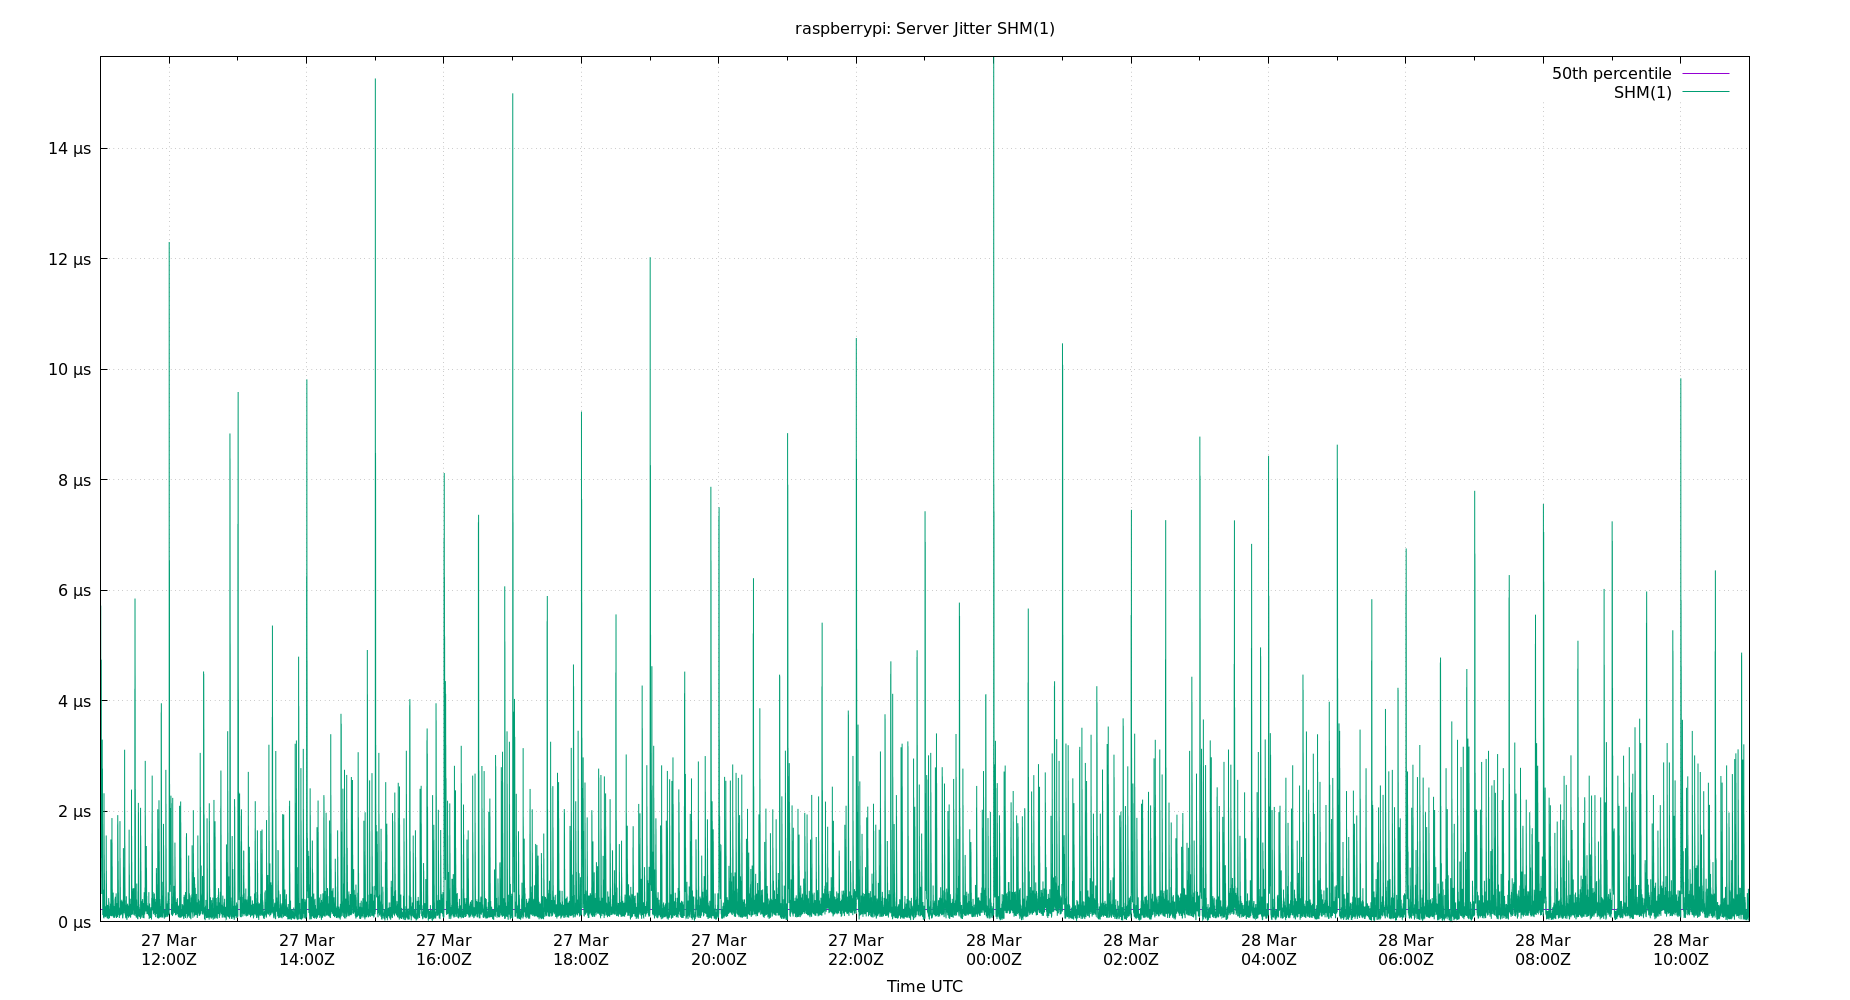 raspberrypi: Server Jitter SHM(1)
50th percentile
SHM(1)
14 µs
12 µs
10 µs
8 µs
6 µs
4 µs
2 µs
0 µs
27 Mar 27 Mar 27 Mar 27 Mar 27 Mar 27 Mar 28 Mar 28 Mar 28 Mar 28 Mar 28 Mar 28 Mar
12:00Z 14:00Z 16:00Z 18:00Z 20:00Z 22:00Z 00:00Z 02:00Z 04:00Z 06:00Z 08:00Z 10:00Z
Time UTC